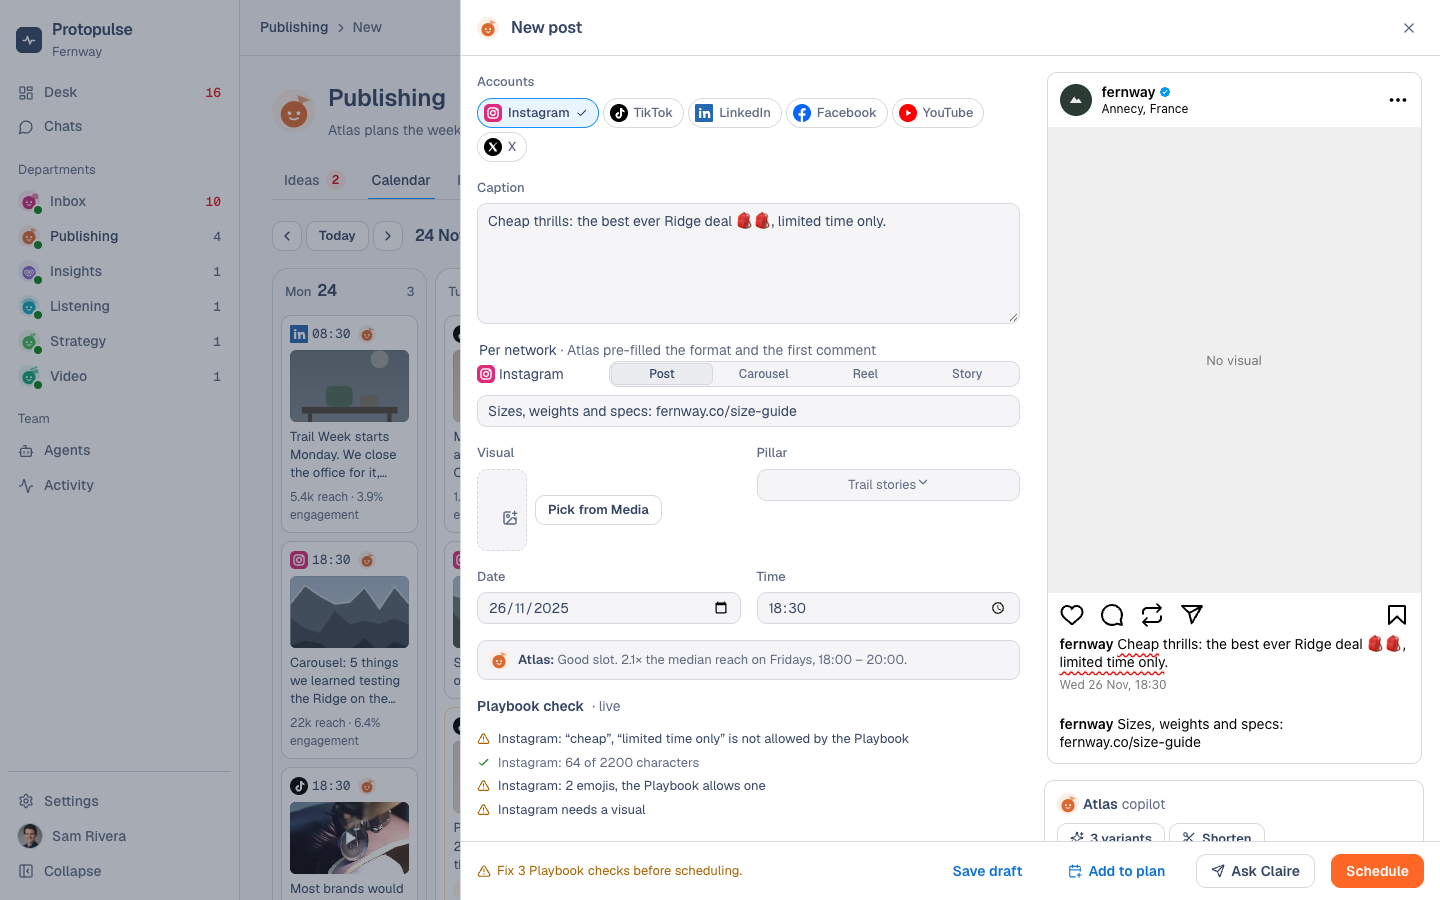 Protopulse
Fernway
Desk 16
Chats
Departments
Inbox 10
Publishing 4
Insights 1
Listening 1
Strategy 1
Video 1
Team
Agents
Activity
Settings
Sam Rivera
Collapse
Publishing > New
Publishing
Atlas plans the week
Ideas 2
Calendar
Today
24 No
Mon 24 3
08:30
Trail Week starts
Monday. We close
the office for it,…
5.4k reach · 3.9%
engagement
18:30
Carousel: 5 things
we learned testing
the Ridge on the…
22k reach · 6.4%
engagement
18:30
Most brands would
New post
Accounts
Instagram
TikTok
LinkedIn
Facebook
YouTube
X
Caption
Cheap thrills: the best ever Ridge deal 🎒🎒, limited time only.
Per network · Atlas pre-filled the format and the first comment
Instagram
Post
Carousel
Reel
Story
Sizes, weights and specs: fernway.co/size-guide
Visual
Pick from Media
Pillar
Trail stories
Date
26/11/2025
Time
18:30
Atlas: Good slot. 2.1× the median reach on Fridays, 18:00 – 20:00.
Playbook check · live
Instagram: “cheap”, “limited time only” is not allowed by the Playbook
Instagram: 64 of 2200 characters
Instagram: 2 emojis, the Playbook allows one
Instagram needs a visual
fernway
Annecy, France
No visual
fernway Cheap thrills: the best ever Ridge deal 🎒🎒,
limited time only.
Wed 26 Nov, 18:30
fernway Sizes, weights and specs:
fernway.co/size-guide
Atlas copilot
3 variants
Shorten
Fix 3 Playbook checks before scheduling.
Save draft
Add to plan
Ask Claire
Schedule